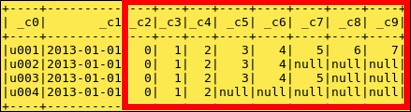 +----+----------+---+---+---+----+----+----+----+----+
| _c0|       _c1|_c2|_c3|_c4| _c5| _c6| _c7| _c8| _c9|
+----+----------+---+---+---+----+----+----+----+----+
|u001|2013-01-01|  0|  1|  2|   3|   4|   5|   6|   7|
|u002|2013-01-01|  0|  1|  2|   3|   4|null|null|null|
|u003|2013-01-01|  0|  1|  2|   3|   4|   5|null|null|
|u004|2013-01-01|  0|  1|  2|null|null|null|null|null|
+----+----------+---+---+---+----+----+----+----+----+